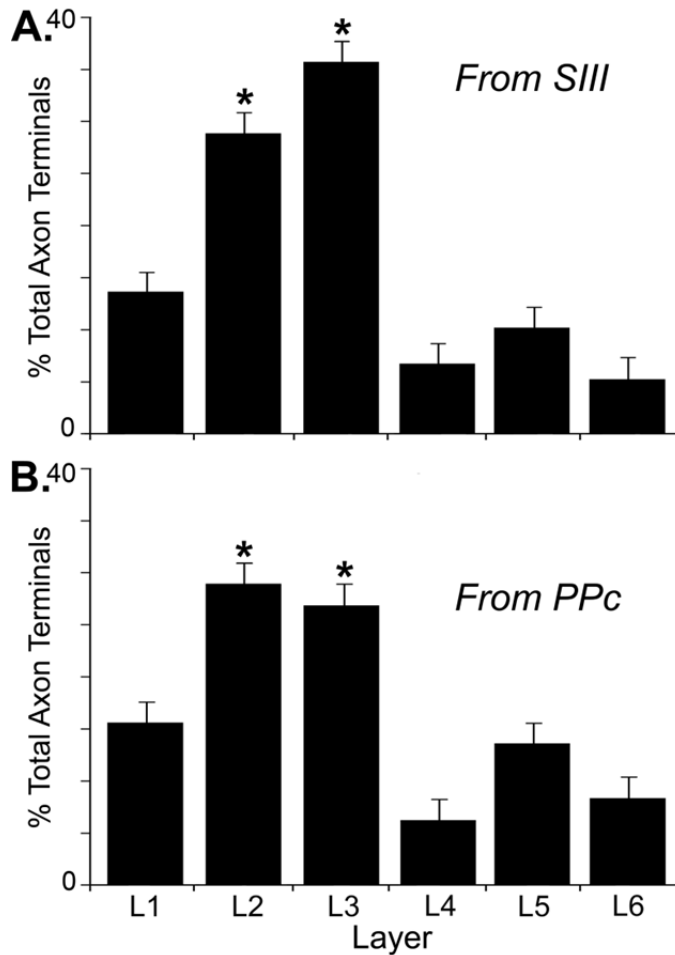 A.
40
*
*
From SIII
% Total Axon Terminals
0
B.
40
*
*
From PPc
% Total Axon Terminals
0
L1 L2 L3 L4 L5 L6
Layer